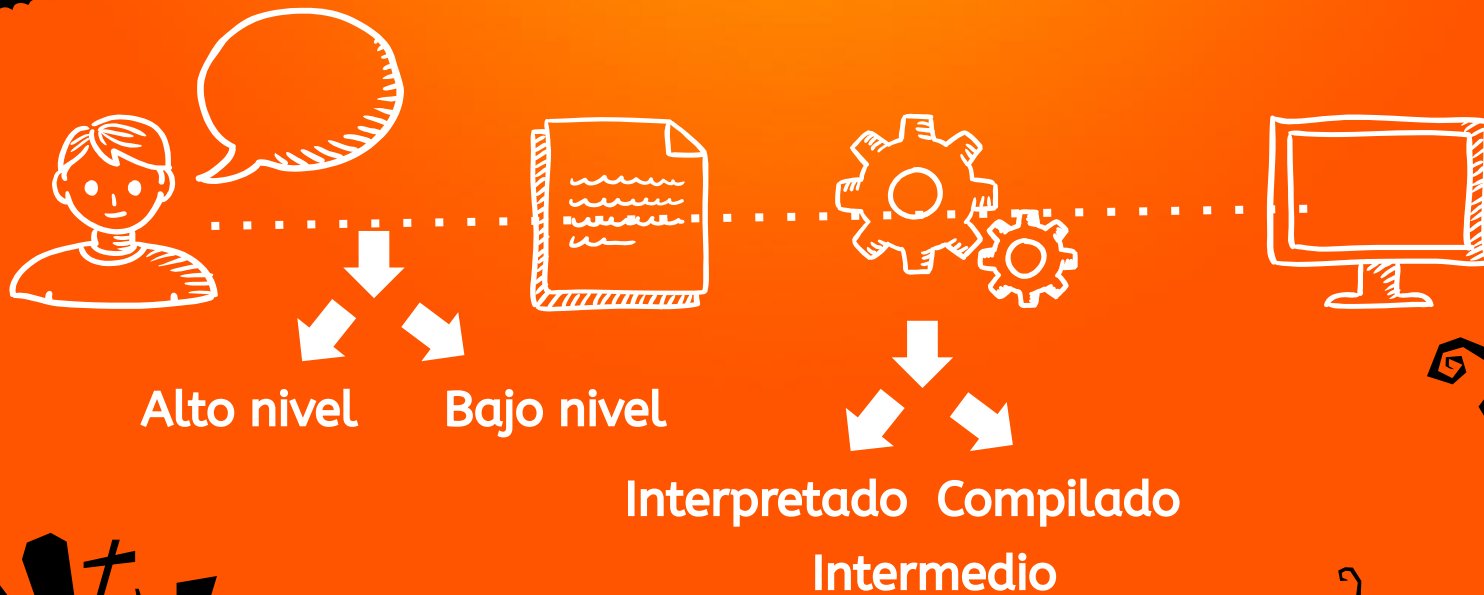 Alto nivel
Bajo nivel
Interpretado
Compilado
Intermedio